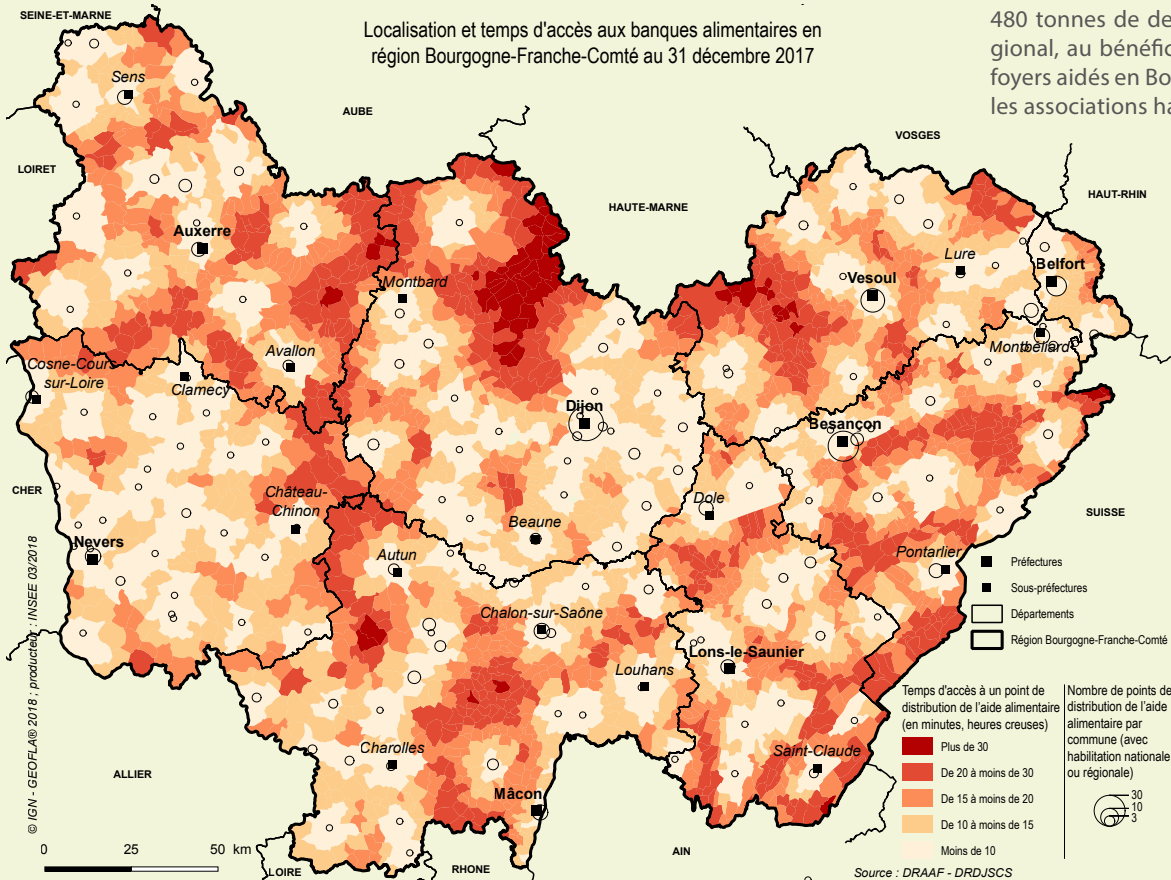 SEINE-ET-MARNE
Localisation et temps d'accès aux banques alimentaires en
région Bourgogne-Franche-Comté au 31 décembre 2017
480 tonnes de de
gional, au bénéfic
foyers aidés en Bo
les associations ha
Sens
AUBE
VOSGES
LOIRET
HAUTE-MARNE
HAUT-RHIN
Auxerre
Lure
Belfort
Vesoul
Montbard
Montbéliard
Avallon
Cosne-Cours-
sur-Loire
Clamecy
Dijon
Besançon
CHER
Château-
Chinon
Dole
SUISSE
Beaune
Nevers
Autun
Pontarlier
Préfectures
Sous-préfectures
Chalon-sur-Saône
Départements
Région Bourgogne-Franche-Comté
Lons-le-Saunier
Louhans
Temps d'accès à un point de
distribution de l'aide alimentaire
(en minutes, heures creuses)
Plus de 30
De 20 à moins de 30
De 15 à moins de 20
De 10 à moins de 15
Moins de 10
Nombre de points de
distribution de l'aide
alimentaire par
commune (avec
habilitation nationale
ou régionale)
30
10
3
Charolles
Saint-Claude
ALLIER
Mâcon
© IGN - GEOFLA® 2018 ; producteur : INSEE 03/2018
0 25 50 km
AIN
LOIRE
RHONE
Source : DRAAF - DRDJSCS